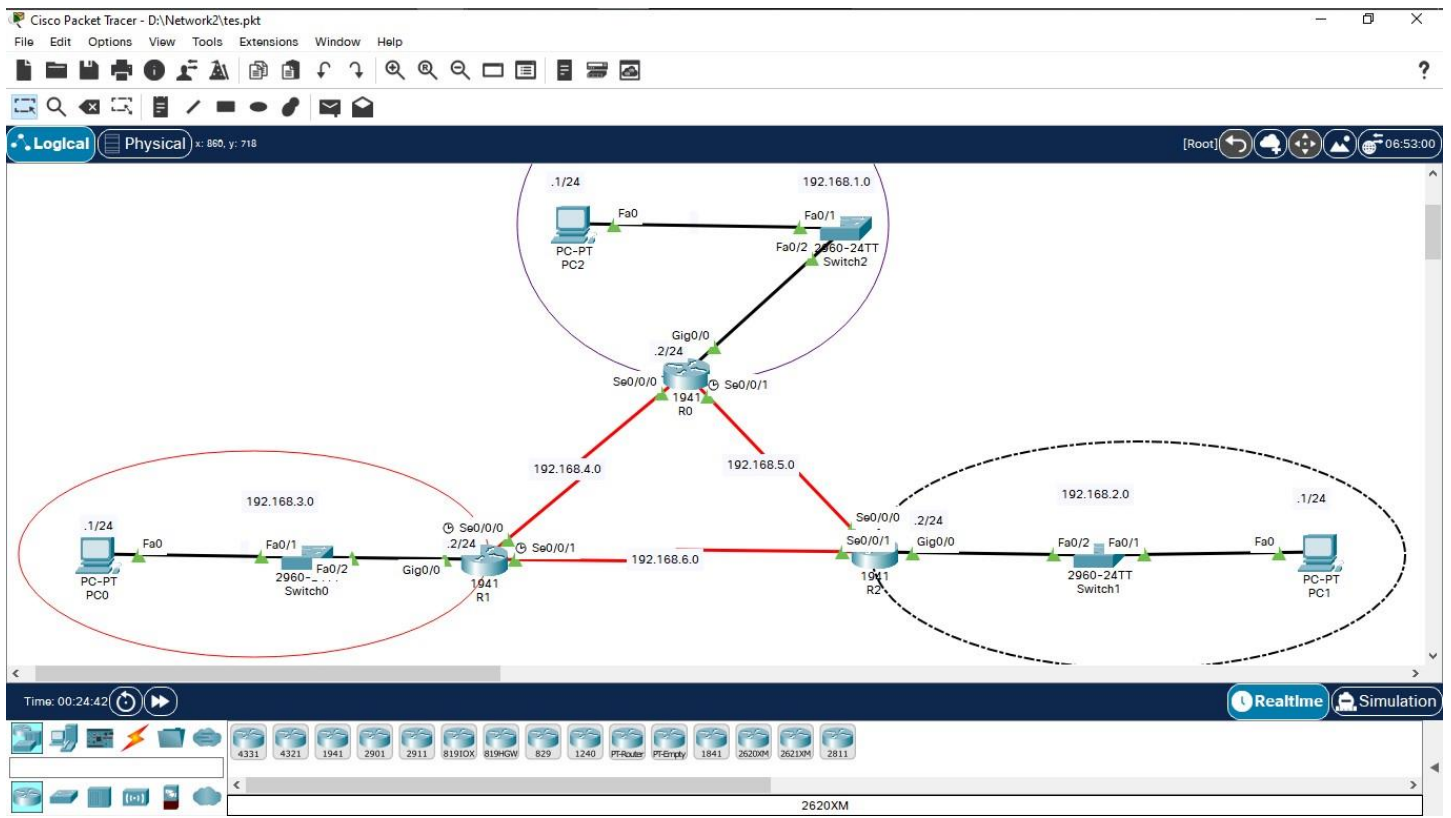 Cisco Packet Tracer - D:\Network2\tes.pkt
File Edit Options View Tools Extensions Window Help
?
Logical Physical x: 860, y: 718 [Root] 06:53:00
.1/24 192.168.1.0
Fa0 Fa0/1
PC-PT
PC2
Fa0/2 2960-24TT
Switch2
Gig0/0
.2/24
Se0/0/0 Se0/0/1
1941
R0
192.168.4.0 192.168.5.0
192.168.3.0
.1/24
Fa0 Fa0/1
PC-PT
PC0
2960- Fa0/2
Switch0
Se0/0/0
.2/24 Se0/0/1
Gig0/0
1941
R1
192.168.6.0
192.168.2.0
.1/24
Se0/0/0 .2/24
Se0/0/1 Gig0/0
1941
R2
Fa0/2 Fa0/1
2960-24TT
Switch1
Fa0
PC-PT
PC1
Time: 00:24:42 Realtime Simulation
4331 4321 1941 2901 2911 819IOX 819HGW 829 1240 PT-Router PT-Empty 1841 2620XM 2621XM 2811
2620XM